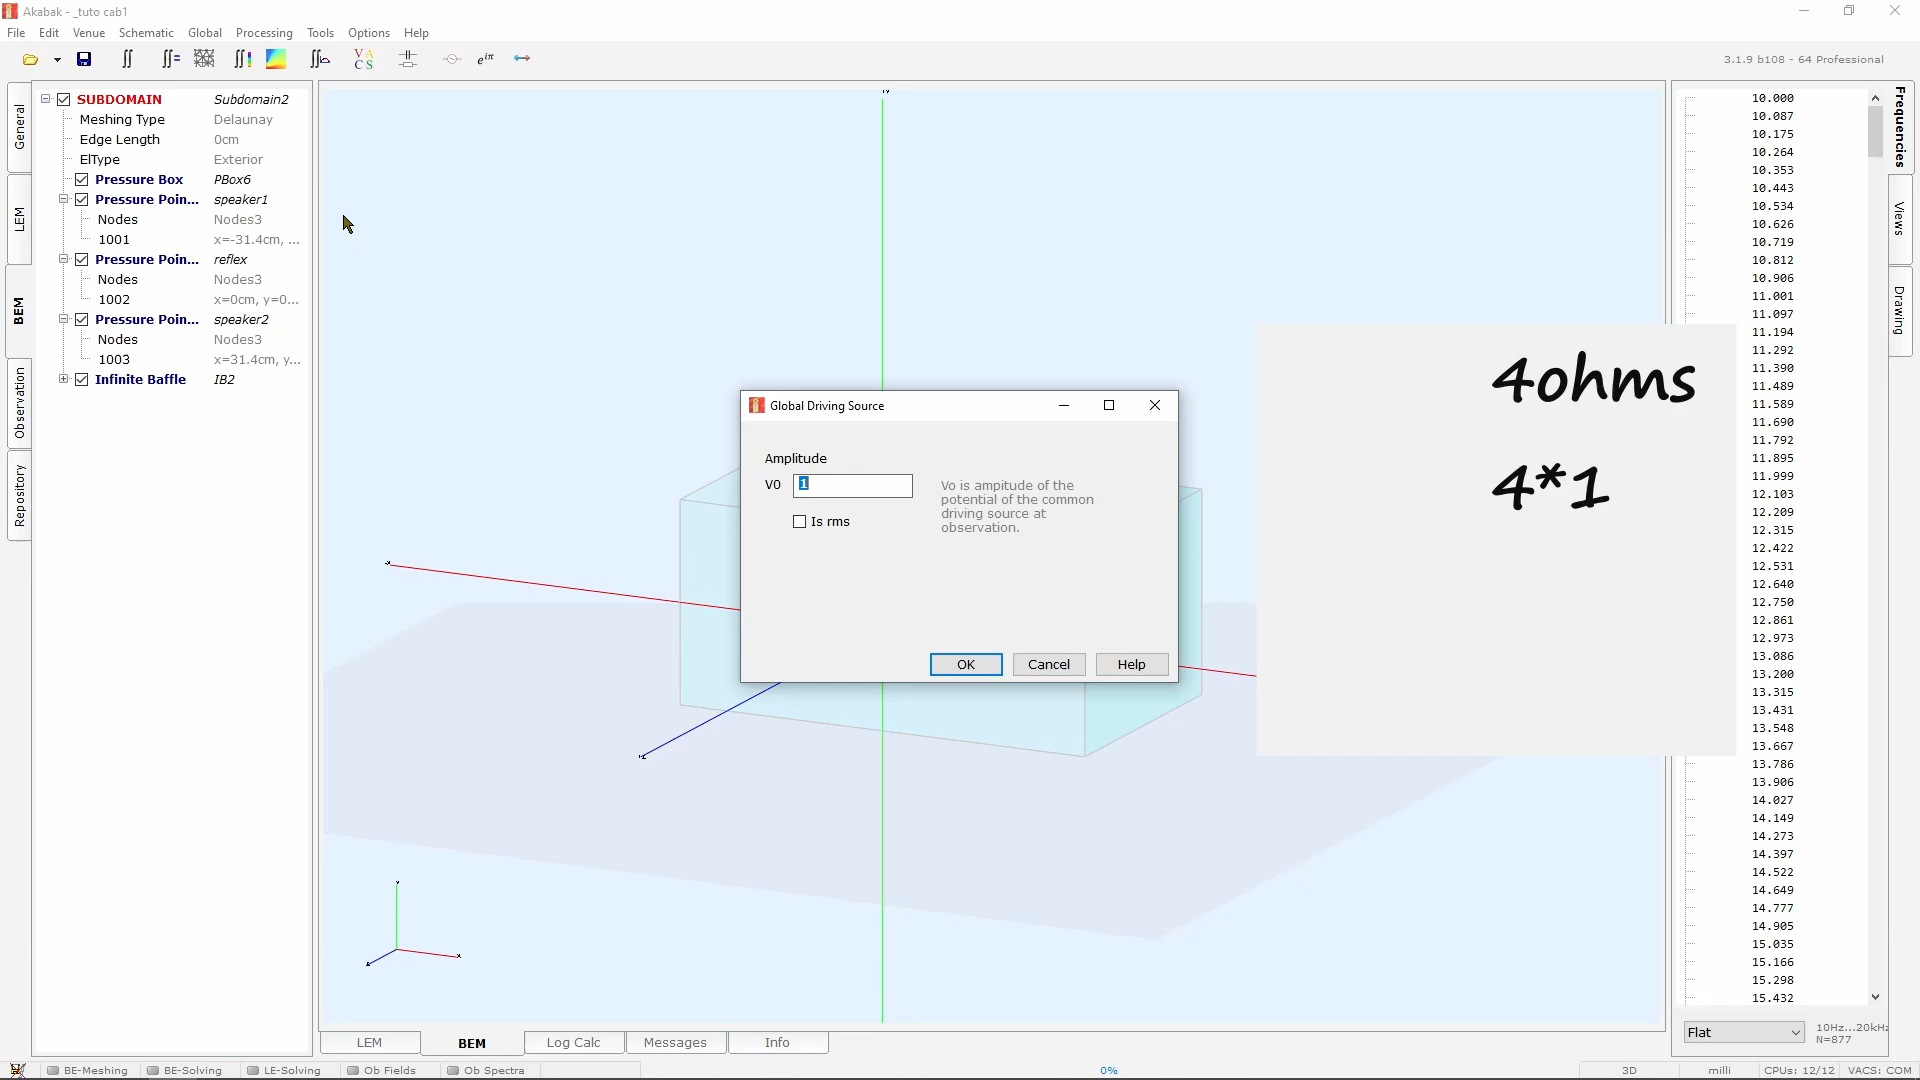 Akabak - _tuto cab1
File Edit Venue Schematic Global Processing Tools Options Help
VACS
e^iπ
3.1.9 b108 - 64 Professional
General
LEM
BEM
Observation
Repository
SUBDOMAIN Subdomain2
Meshing Type Delaunay
Edge Length 0cm
ElType Exterior
Pressure Box PBox6
Pressure Poin... speaker1
Nodes Nodes3
1001 x=-31.4cm, ...
Pressure Poin... reflex
Nodes Nodes3
1002 x=0cm, y=0...
Pressure Poin... speaker2
Nodes Nodes3
1003 x=31.4cm, y...
Infinite Baffle IB2
Global Driving Source
Amplitude
V0 1
Is rms
Vo is ampitude of the
potential of the common
driving source at
observation.
OK Cancel Help
4ohms
4*1
10.000
10.087
10.175
10.264
10.353
10.443
10.534
10.626
10.719
10.812
10.906
11.001
11.097
11.194
11.292
11.390
11.489
11.589
11.690
11.792
11.895
11.999
12.103
12.209
12.315
12.422
12.531
12.640
12.750
12.861
12.973
13.086
13.200
13.315
13.431
13.548
13.667
13.786
13.906
14.027
14.149
14.273
14.397
14.522
14.649
14.777
14.905
15.035
15.166
15.298
15.432
Flat
10Hz...20kHz
N=877
Frequencies
Views
Drawing
LEM BEM Log Calc Messages Info
BE-Meshing BE-Solving LE-Solving Ob Fields Ob Spectra 0% 3D milli CPUs: 12/12 VACS: COM